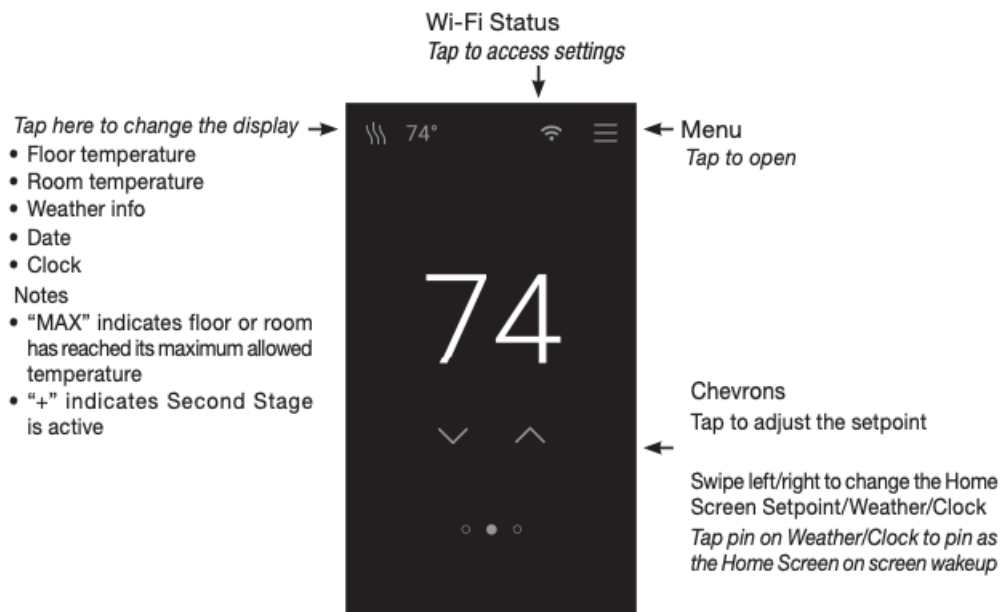 Wi-Fi Status
Tap to access settings
Tap here to change the display
• Floor temperature
• Room temperature
• Weather info
• Date
• Clock
Notes
• “MAX” indicates floor or room
has reached its maximum allowed
temperature
• “+” indicates Second Stage
is active
74°
74
Menu
Tap to open
Chevrons
Tap to adjust the setpoint
Swipe left/right to change the Home
Screen Setpoint/Weather/Clock
Tap pin on Weather/Clock to pin as
the Home Screen on screen wakeup